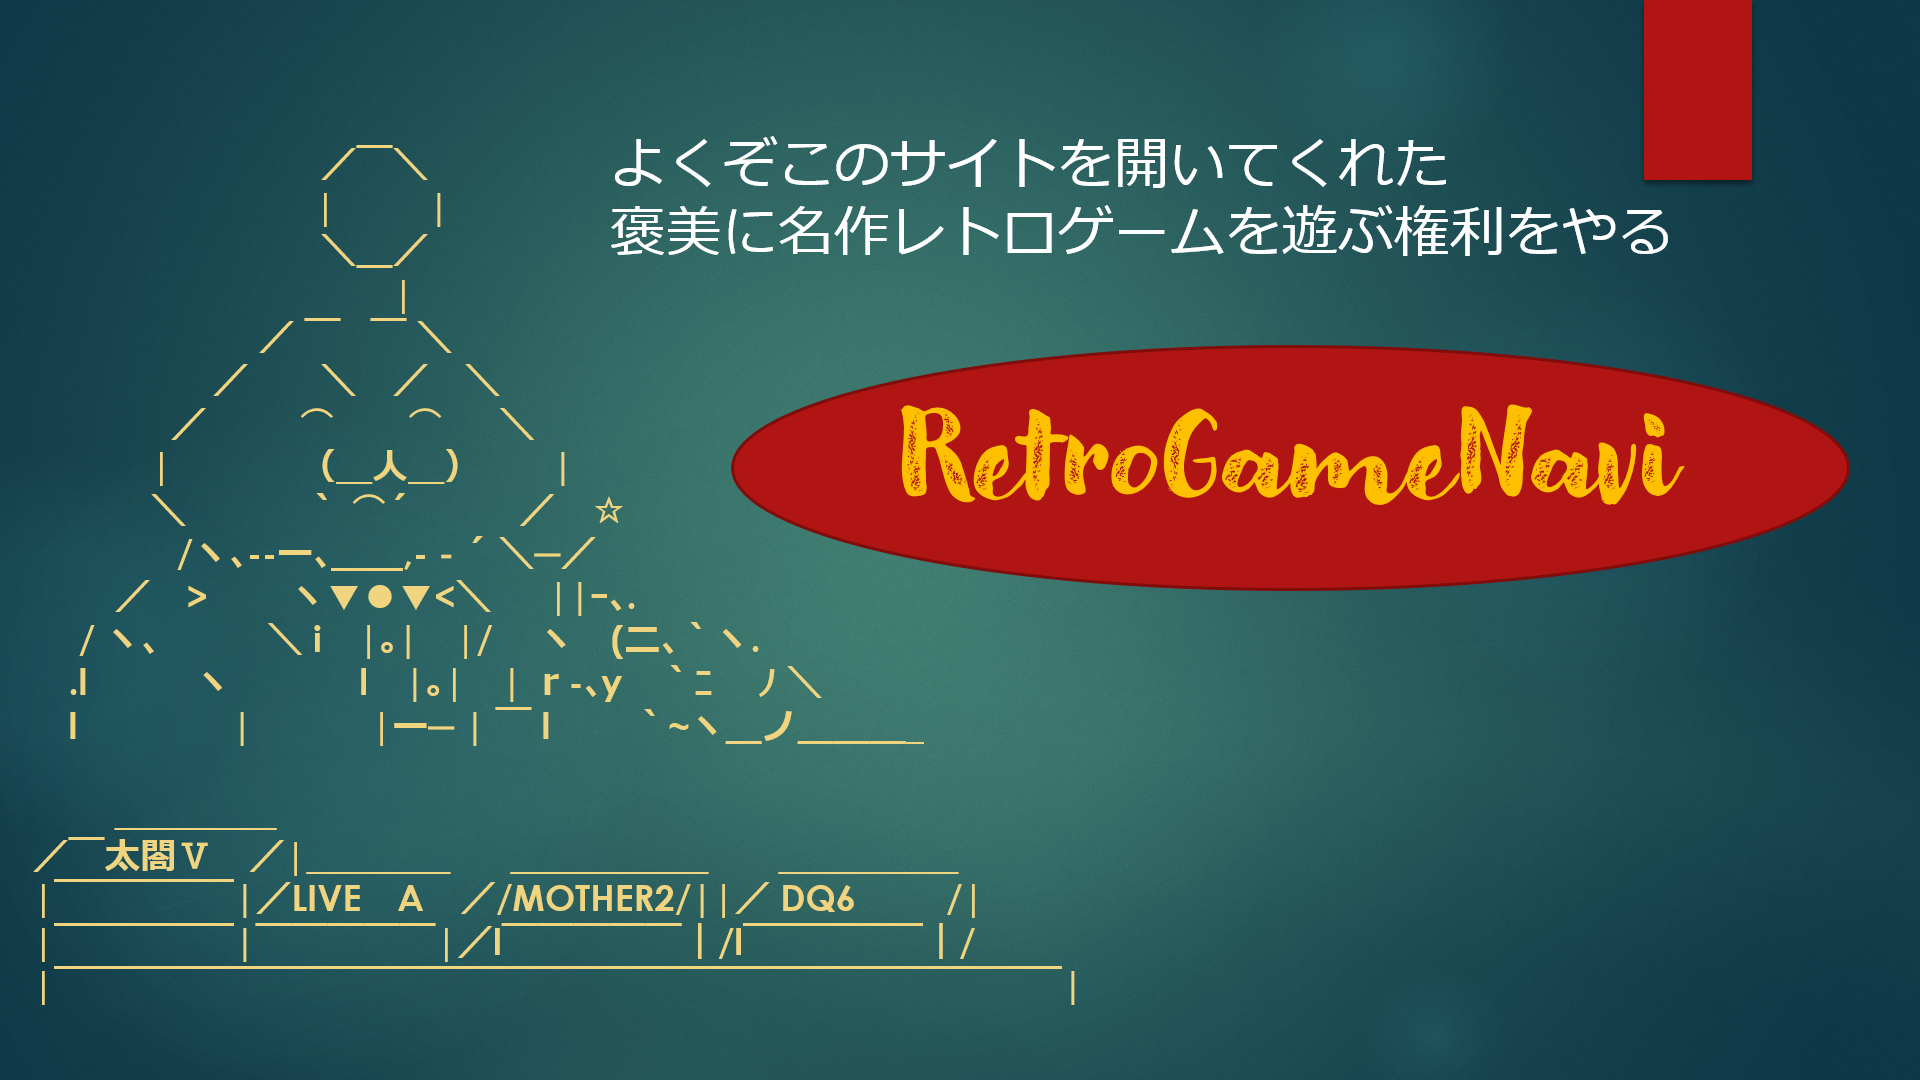 よくぞこのサイトを開いてくれた
褒美に名作レトロゲームを遊ぶ権利をやる
RetroGameNavi
太閤V
LIVE A
MOTHER2
DQ6